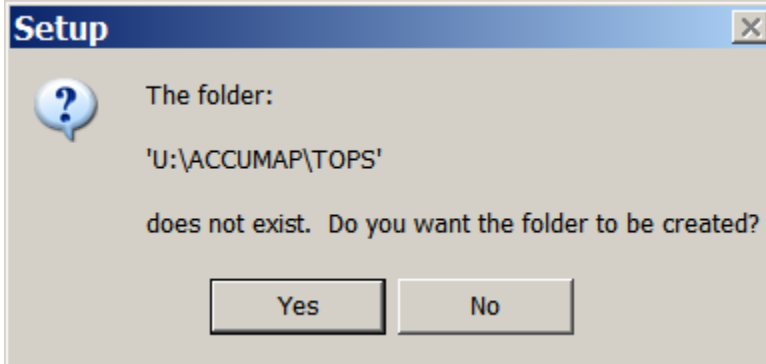 Setup
The folder:
'U:\ACCUMAP\TOPS'
does not exist.  Do you want the folder to be created?
Yes
No